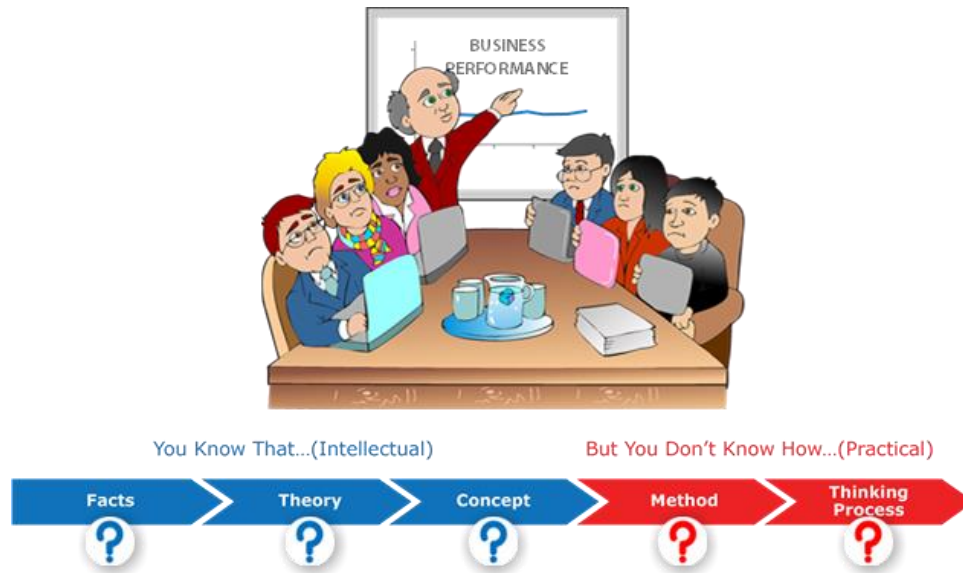 BUSINESS
PERFORMANCE
You Know That...(Intellectual)
But You Don't Know How...(Practical)
Facts
Theory
Concept
Method
Thinking
Process
?
?
?
?
?